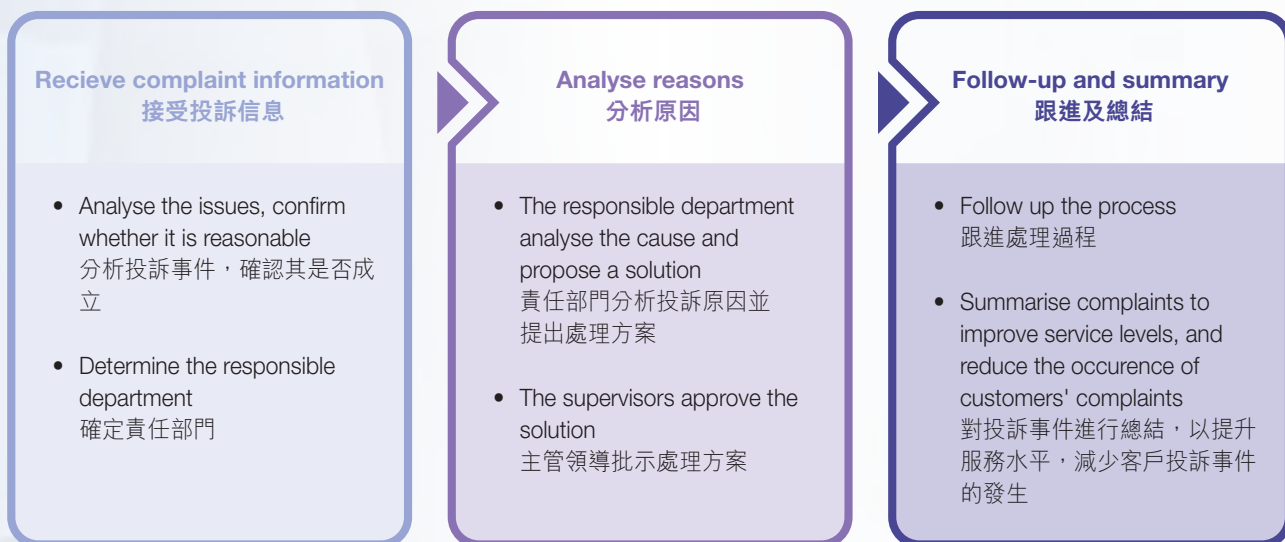 Recieve complaint information
接受投訴信息
• Analyse the issues, confirm
whether it is reasonable
分析投訴事件，確認其是否成
立
• Determine the responsible
department
確定責任部門
Analyse reasons
分析原因
• The responsible department
analyse the cause and
propose a solution
責任部門分析投訴原因並
提出處理方案
• The supervisors approve the
solution
主管領導批示處理方案
Follow-up and summary
跟進及總結
• Follow up the process
跟進處理過程
• Summarise complaints to
improve service levels, and
reduce the occurence of
customers' complaints
對投訴事件進行總結，以提升
服務水平，減少客戶投訴事件
的發生